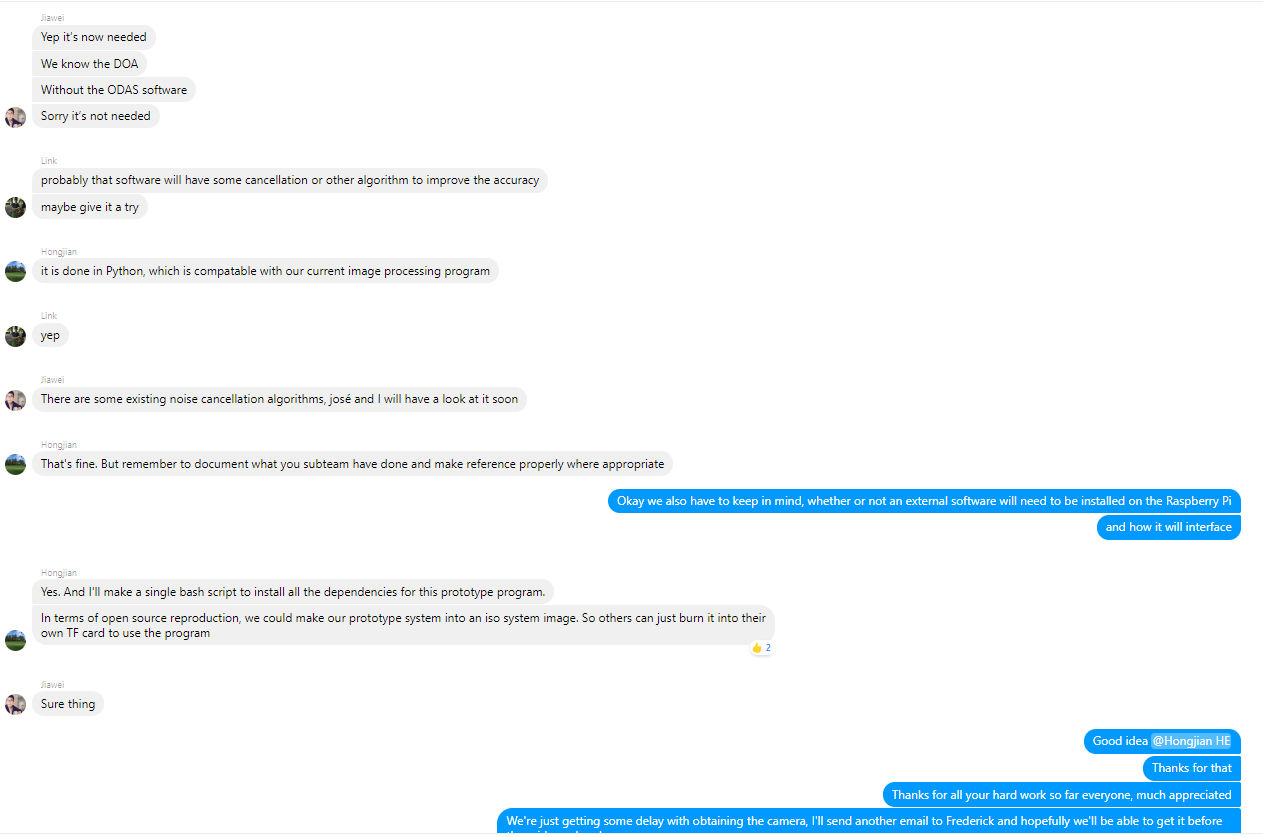 Jiawei
Yep it's now needed
We know the DOA
Without the ODAS software
Sorry it's not needed
Link
probably that software will have some cancellation or other algorithm to improve the accuracy
maybe give it a try
Hongjian
it is done in Python, which is compatable with our current image processing program
Link
yep
Jiawei
There are some existing noise cancellation algorithms, josé and I will have a look at it soon
Hongjian
That's fine. But remember to document what you subteam have done and make reference properly where appropriate
Okay we also have to keep in mind, whether or not an external software will need to be installed on the Raspberry Pi
and how it will interface
Hongjian
Yes. And I'll make a single bash script to install all the dependencies for this prototype program.
In terms of open source reproduction, we could make our prototype system into an iso system image. So others can just burn it into their
own TF card to use the program
👍 2
Jiawei
Sure thing
Good idea @Hongjian HE
Thanks for that
Thanks for all your hard work so far everyone, much appreciated
We're just getting some delay with obtaining the camera, I'll send another email to Frederick and hopefully we'll be able to get it before